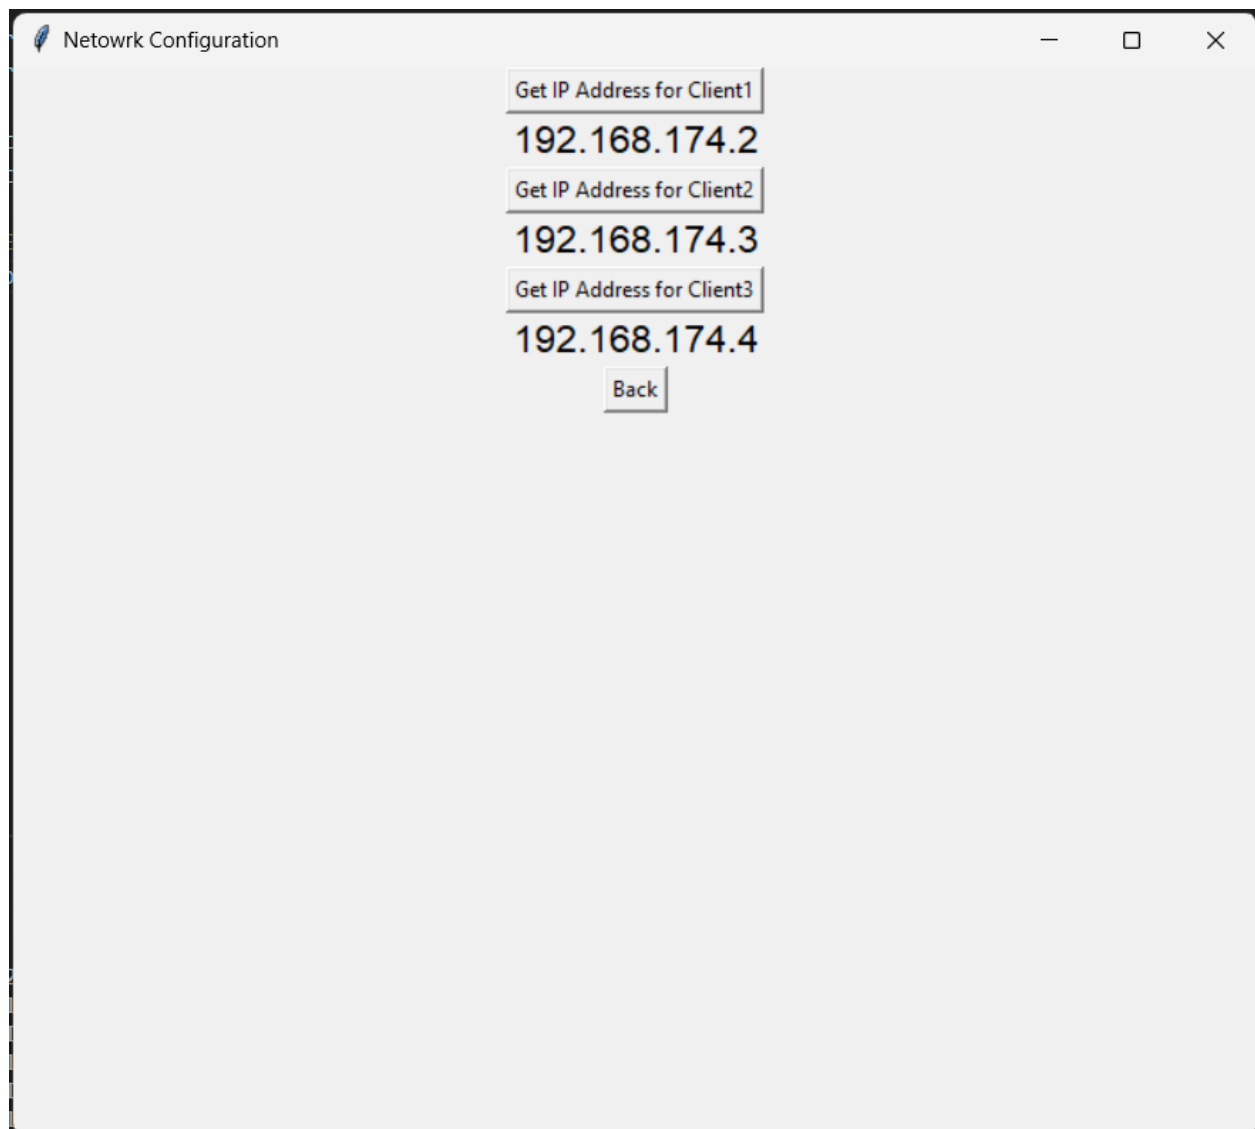 Netowrk Configuration
Get IP Address for Client1
192.168.174.2
Get IP Address for Client2
192.168.174.3
Get IP Address for Client3
192.168.174.4
Back